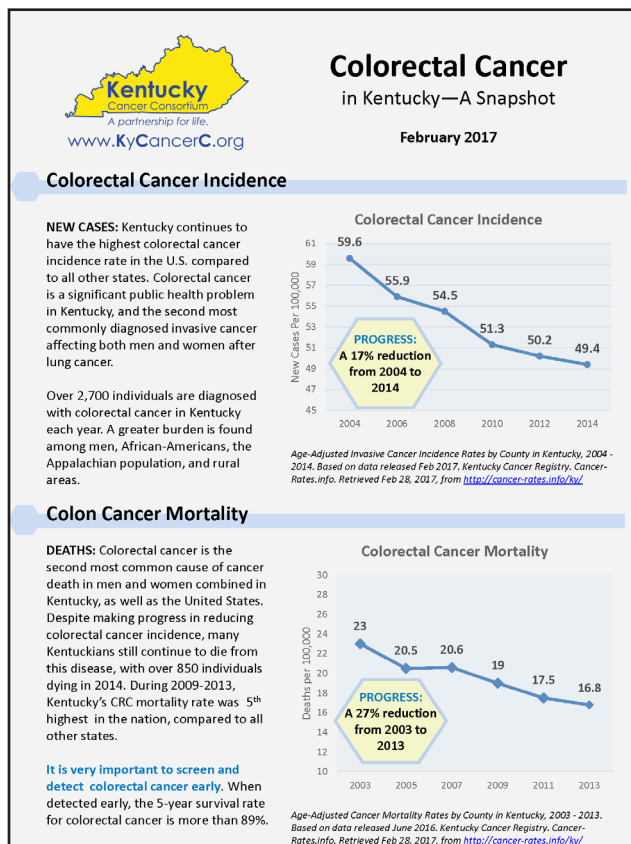 Kentucky
Cancer Consortium
A partnership for life.
www.KyCancerC.org
Colorectal Cancer
in Kentucky—A Snapshot
February 2017
Colorectal Cancer Incidence
NEW CASES: Kentucky continues to
have the highest colorectal cancer
incidence rate in the U.S. compared
to all other states. Colorectal cancer
is a significant public health problem
in Kentucky, and the second most
commonly diagnosed invasive cancer
affecting both men and women after
lung cancer.
Over 2,700 individuals are diagnosed
with colorectal cancer in Kentucky
each year. A greater burden is found
among men, African-Americans, the
Appalachian population, and rural
areas.
Colorectal Cancer Incidence
New Cases Per 100,000
61
59
57
55
53
51
49
47
45
59.6
55.9
54.5
51.3
50.2
49.4
PROGRESS:
A 17% reduction
from 2004 to
2014
2004 2006 2008 2010 2012 2014
Age-Adjusted Invasive Cancer Incidence Rates by County in Kentucky, 2004 -
2014. Based on data released Feb 2017. Kentucky Cancer Registry. Cancer-
Rates.info. Retrieved Feb 28, 2017, from http://cancer-rates.info/ky/
Colon Cancer Mortality
DEATHS: Colorectal cancer is the
second most common cause of cancer
death in men and women combined in
Kentucky, as well as the United States.
Despite making progress in reducing
colorectal cancer incidence, many
Kentuckians still continue to die from
this disease, with over 850 individuals
dying in 2014. During 2009-2013,
Kentucky's CRC mortality rate was 5th
highest in the nation, compared to all
other states.
It is very important to screen and
detect colorectal cancer early. When
detected early, the 5-year survival rate
for colorectal cancer is more than 89%.
Colorectal Cancer Mortality
Deaths per 100,000
30
28
26
24
22
20
18
16
14
12
10
23
20.5
20.6
19
17.5
16.8
PROGRESS:
A 27% reduction
from 2003 to
2013
2003 2005 2007 2009 2011 2013
Age-Adjusted Cancer Mortality Rates by County in Kentucky, 2003 - 2013.
Based on data released June 2016. Kentucky Cancer Registry. Cancer-
Rates.info. Retrieved Feb 28, 2017, from http://cancer-rates.info/ky/